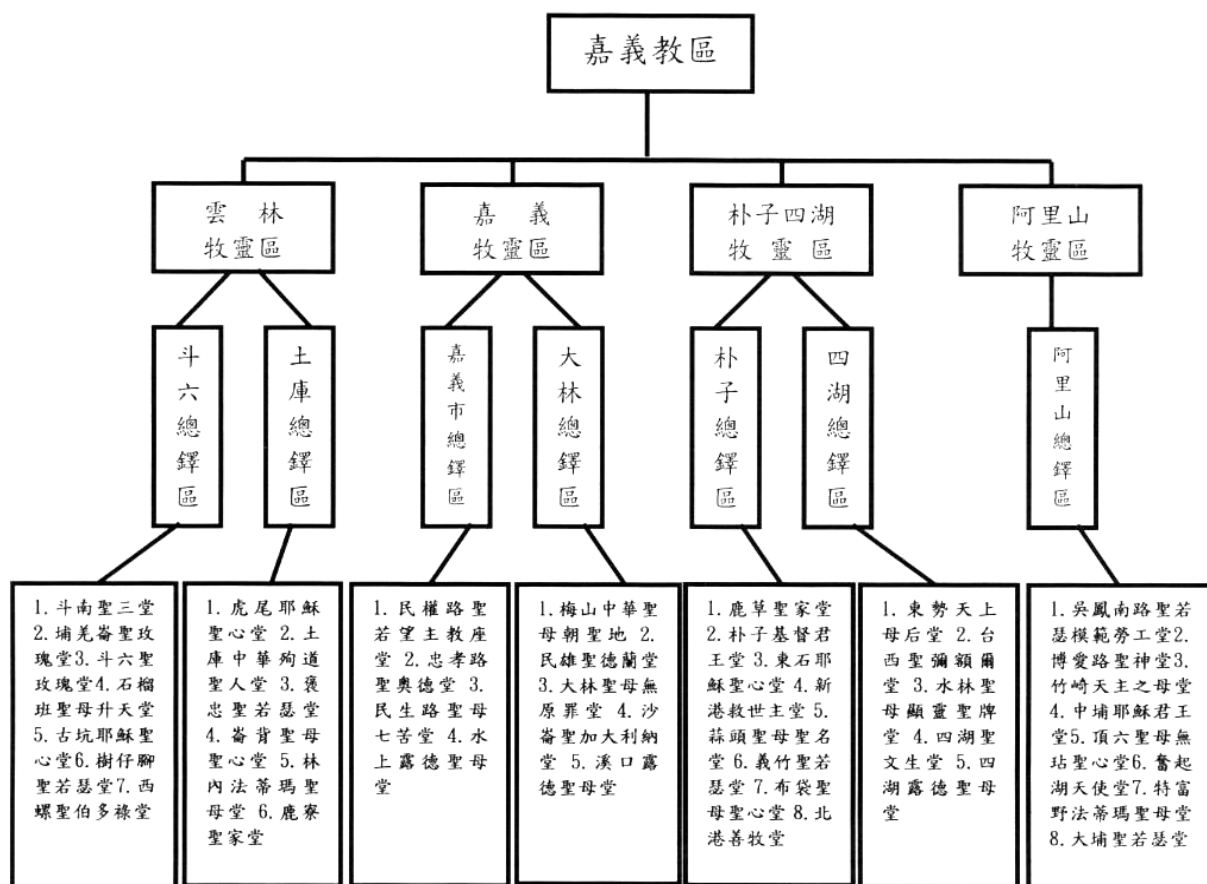 嘉義教區
雲林
牧靈區
嘉義
牧靈區
朴子四湖
牧靈區
阿里山
牧靈區
斗六總鐸區
土庫總鐸區
嘉義市總鐸區
大林總鐸區
朴子總鐸區
四湖總鐸區
阿里山總鐸區
1. 斗南聖三堂
2. 埔羌崙聖玫
瑰堂3. 斗六聖
玫瑰堂4. 石榴
班聖母升天堂
5. 古坑耶穌聖
心堂6. 樹仔腳
聖若瑟堂7. 西
螺聖伯多祿堂
1. 虎尾耶穌
聖心堂 2. 土
庫中華殉道
聖人堂 3. 褒
忠聖若瑟堂
4. 崙背聖母
聖心堂 5. 林
內法蒂瑪聖
母堂 6. 鹿寮
聖家堂
1. 民權路聖
若望主教座
堂 2. 忠孝路
聖奧德堂 3.
民生路聖母
七苦堂 4. 水
上露德聖母
堂
1. 梅山中華聖
母朝聖地 2.
民雄聖德蘭堂
3. 大林聖母無
原罪堂 4. 沙
崙聖加大利納
堂 5. 溪口露
德聖母堂
1. 鹿草聖家堂
2. 朴子基督君
王堂 3. 東石耶
穌聖心堂 4. 新
港救世主堂 5.
蒜頭聖母聖名
堂 6. 義竹聖若
瑟堂 7. 布袋聖
母聖心堂 8. 北
港善牧堂
1. 東勢天上
母后堂 2. 台
西聖彌額爾
堂 3. 水林聖
母顯靈聖牌
堂 4. 四湖聖
文生堂 5. 四
湖露德聖母
堂
1. 吳鳳南路聖若
瑟模範勞工堂2.
博愛路聖神堂3.
竹崎天主之母堂
4. 中埔耶穌君王
堂5. 頂六聖母無
玷聖心堂6. 奮起
湖天使堂7. 特富
野法蒂瑪聖母堂
8. 大埔聖若瑟堂